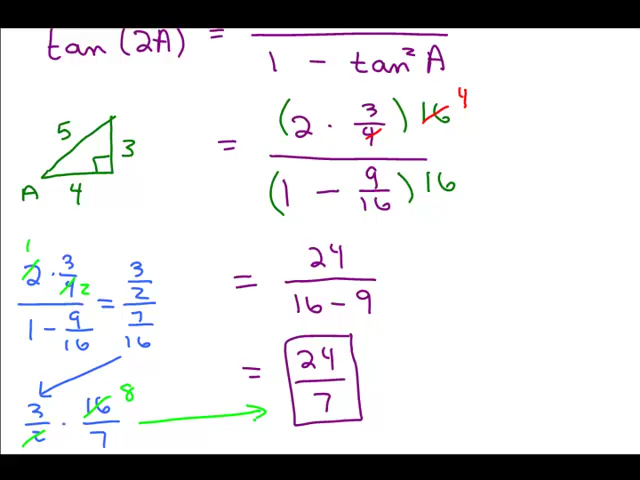 tan (2A) =
1 - tan² A
5
3
4
A
= (2 · 3/4) 16 4
(1 - 9/16) 16
= 24
16 - 9
= 24/7
1
2 · 3/4 2
1 - 9/16
= 3/2
7/16
3/2 · 16/7 8